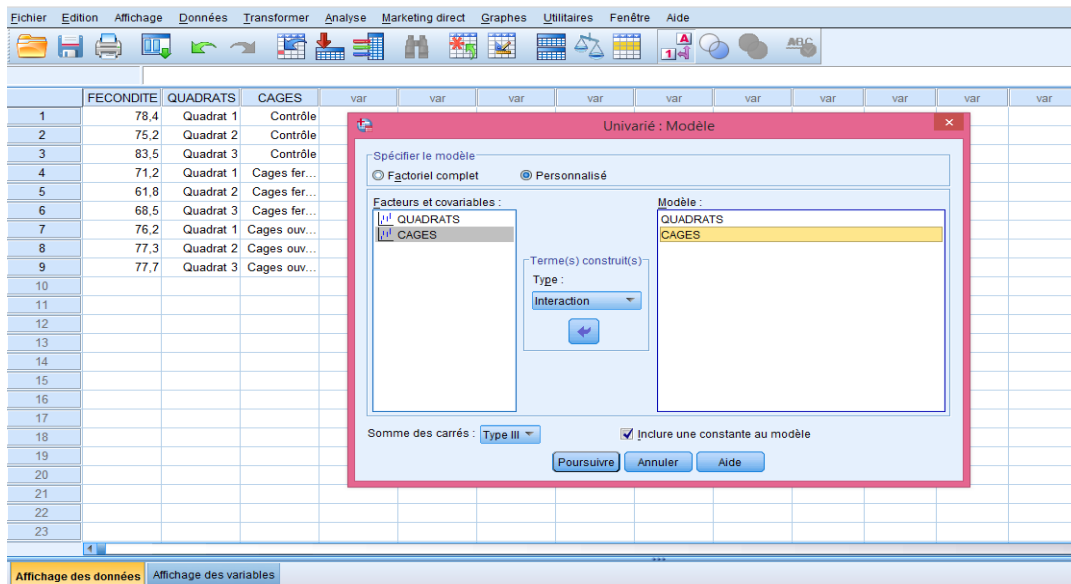 Fichier Edition Affichage Données Transformer Analyse Marketing direct Graphes Utilitaires Fenêtre Aide
A
14
ABC
FECONDITE QUADRATS CAGES var var var var var var var var var var
1 78,4 Quadrat 1 Contrôle
2 75,2 Quadrat 2 Contrôle
3 83,5 Quadrat 3 Contrôle
4 71,2 Quadrat 1 Cages fer...
5 61,8 Quadrat 2 Cages fer...
6 68,5 Quadrat 3 Cages fer...
7 76,2 Quadrat 1 Cages ouv...
8 77,3 Quadrat 2 Cages ouv...
9 77,7 Quadrat 3 Cages ouv...
10
11
12
13
14
15
16
17
18
19
20
21
22
23
Univarié : Modèle
Spécifier le modèle
Factoriel complet Personnalisé
Facteurs et covariables :
QUADRATS
CAGES
Terme(s) construit(s)
Type :
Interaction
Modèle :
QUADRATS
CAGES
Somme des carrés : Type III Inclure une constante au modèle
Poursuivre Annuler Aide
Affichage des données Affichage des variables